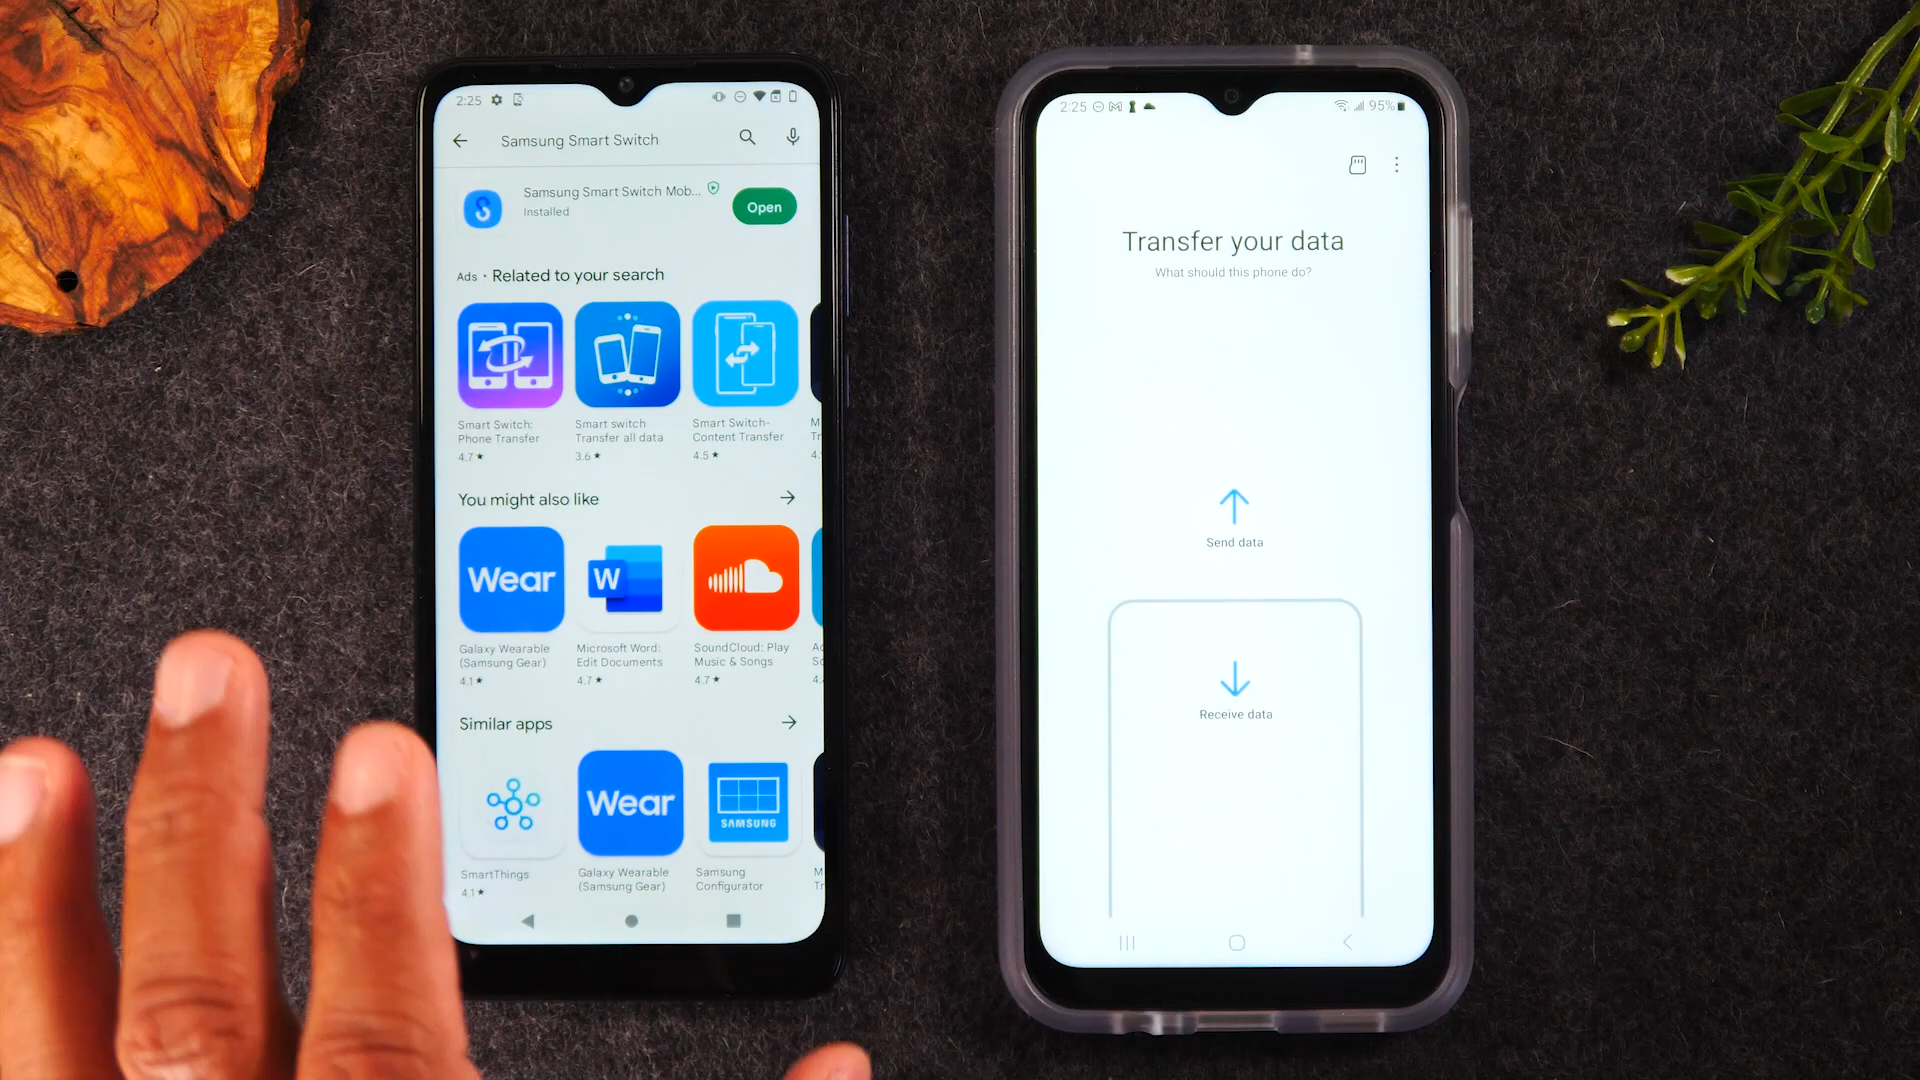 2:25
Samsung Smart Switch
Samsung Smart Switch Mob...
Installed
Open
Ads • Related to your search
Smart Switch:
Phone Transfer
4.7 ★
Smart switch
Transfer all data
3.6 ★
Smart Switch-
Content Transfer
4.5 ★
M
Tr
4.
You might also like
Wear
W
Galaxy Wearable
(Samsung Gear)
4.1 ★
Microsoft Word:
Edit Documents
4.7 ★
SoundCloud: Play
Music & Songs
4.7 ★
Similar apps
Wear
SAMSUNG
SmartThings
4.1 ★
Galaxy Wearable
(Samsung Gear)
Samsung
Configurator
M
Tr
2:25
95%
Transfer your data
What should this phone do?
Send data
Receive data